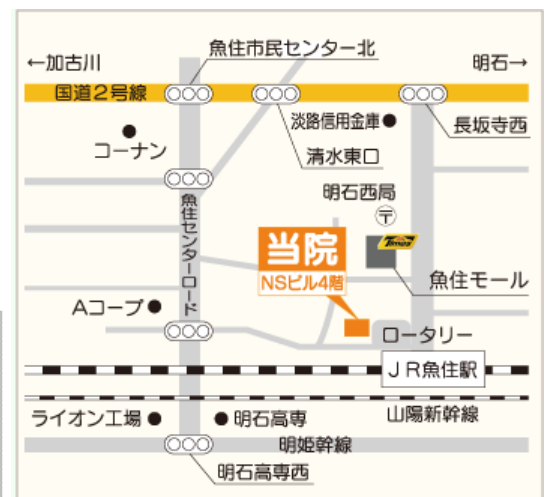 魚住市民センター北
←加古川
明石→
国道2号線
淡路信用金庫
長坂寺西
コーナン
清水東口
明石西局
〒
魚住センターロード
当院
NSビル4階
魚住モール
Aコープ
ロータリー
JR魚住駅
山陽新幹線
ライオン工場
明石高専
明姫幹線
明石高専西